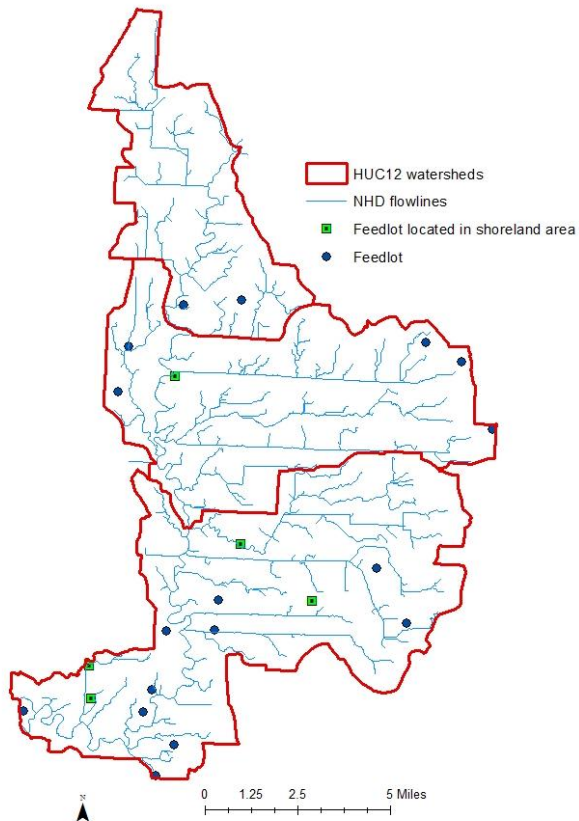 HUC12 watersheds
NHD flowlines
Feedlot located in shoreland area
Feedlot
N
0 1.25 2.5 5 Miles